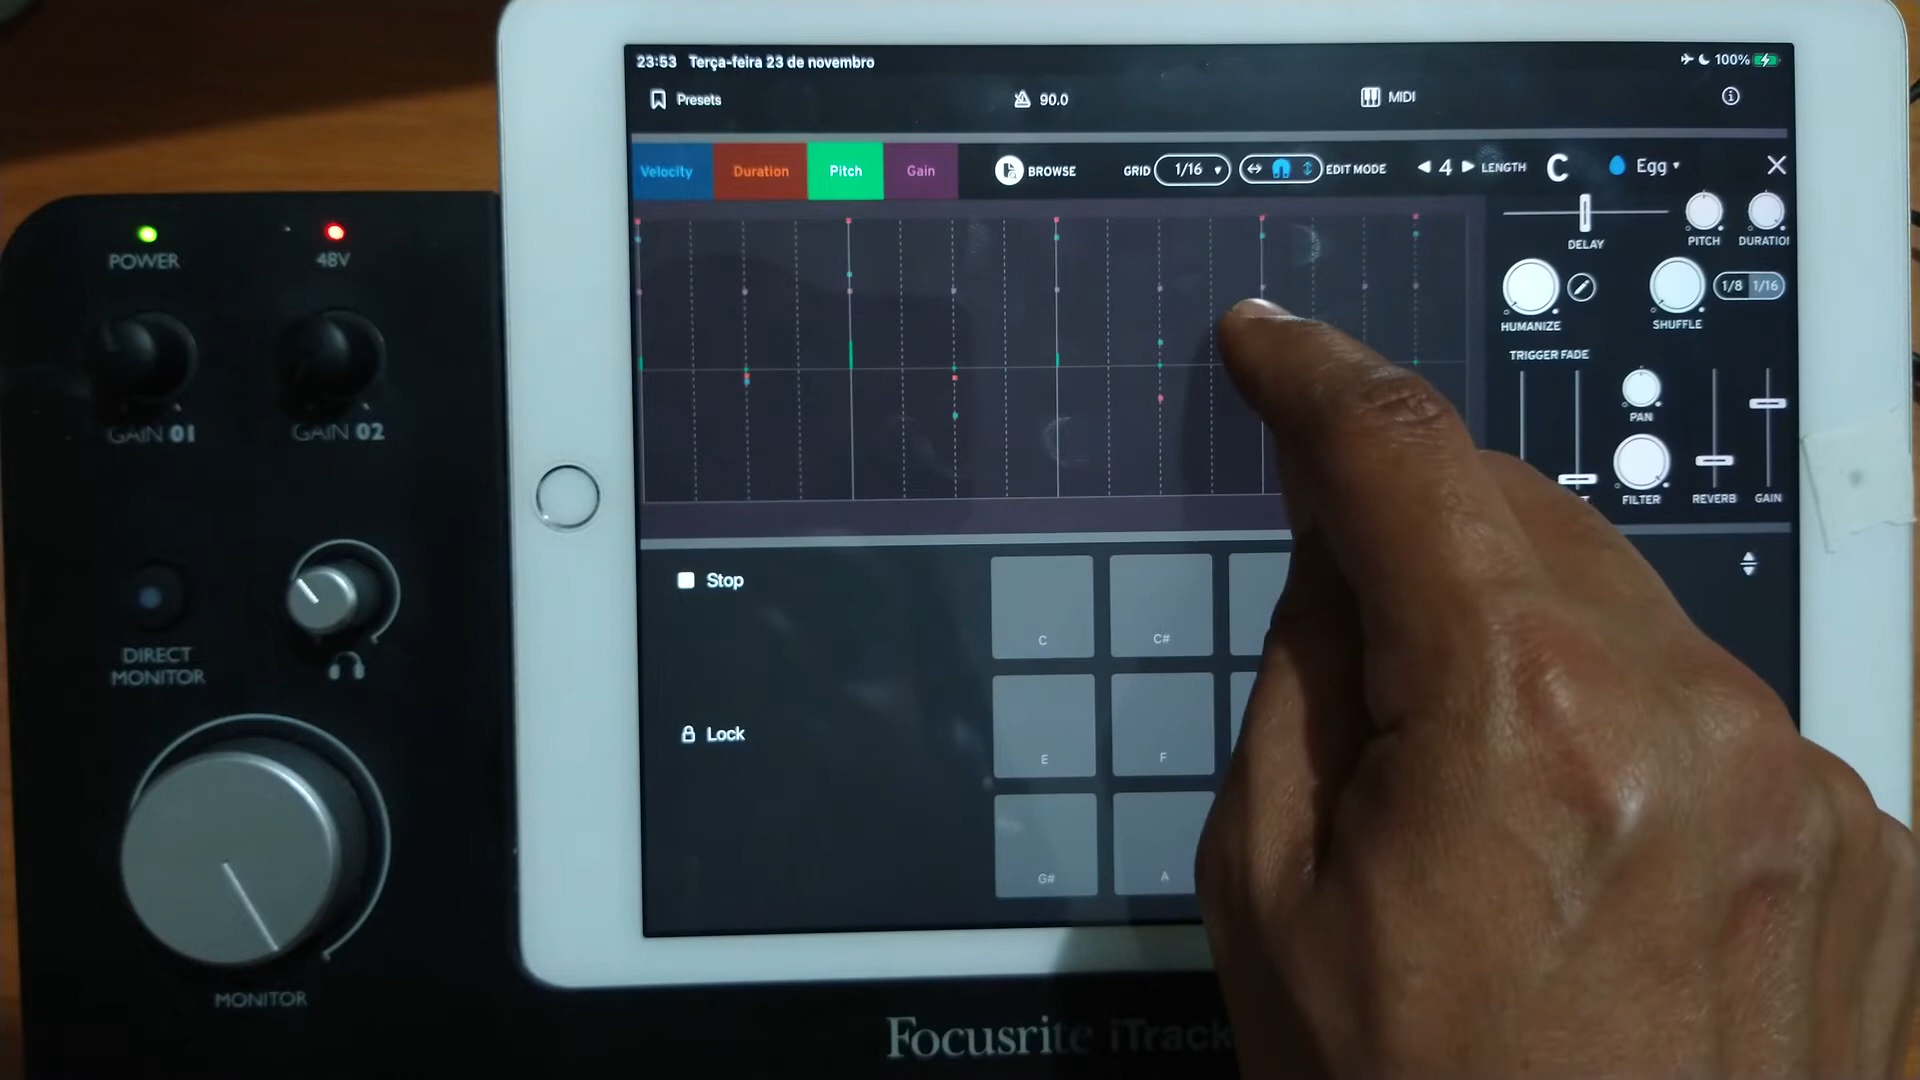 23:53 Terça-feira 23 de novembro
100%
Presets
90.0
MIDI
Velocity
Duration
Pitch
Gain
BROWSE
GRID 1/16
EDIT MODE
4 LENGTH
C
Egg
DELAY
PITCH
DURATIO
HUMANIZE
SHUFFLE
1/8 1/16
TRIGGER FADE
PAN
FILTER
REVERB
GAIN
Stop
Lock
C
C#
E
F
G#
A
POWER
48V
GAIN 01
GAIN 02
DIRECT
MONITOR
MONITOR
Focusrite iTrack